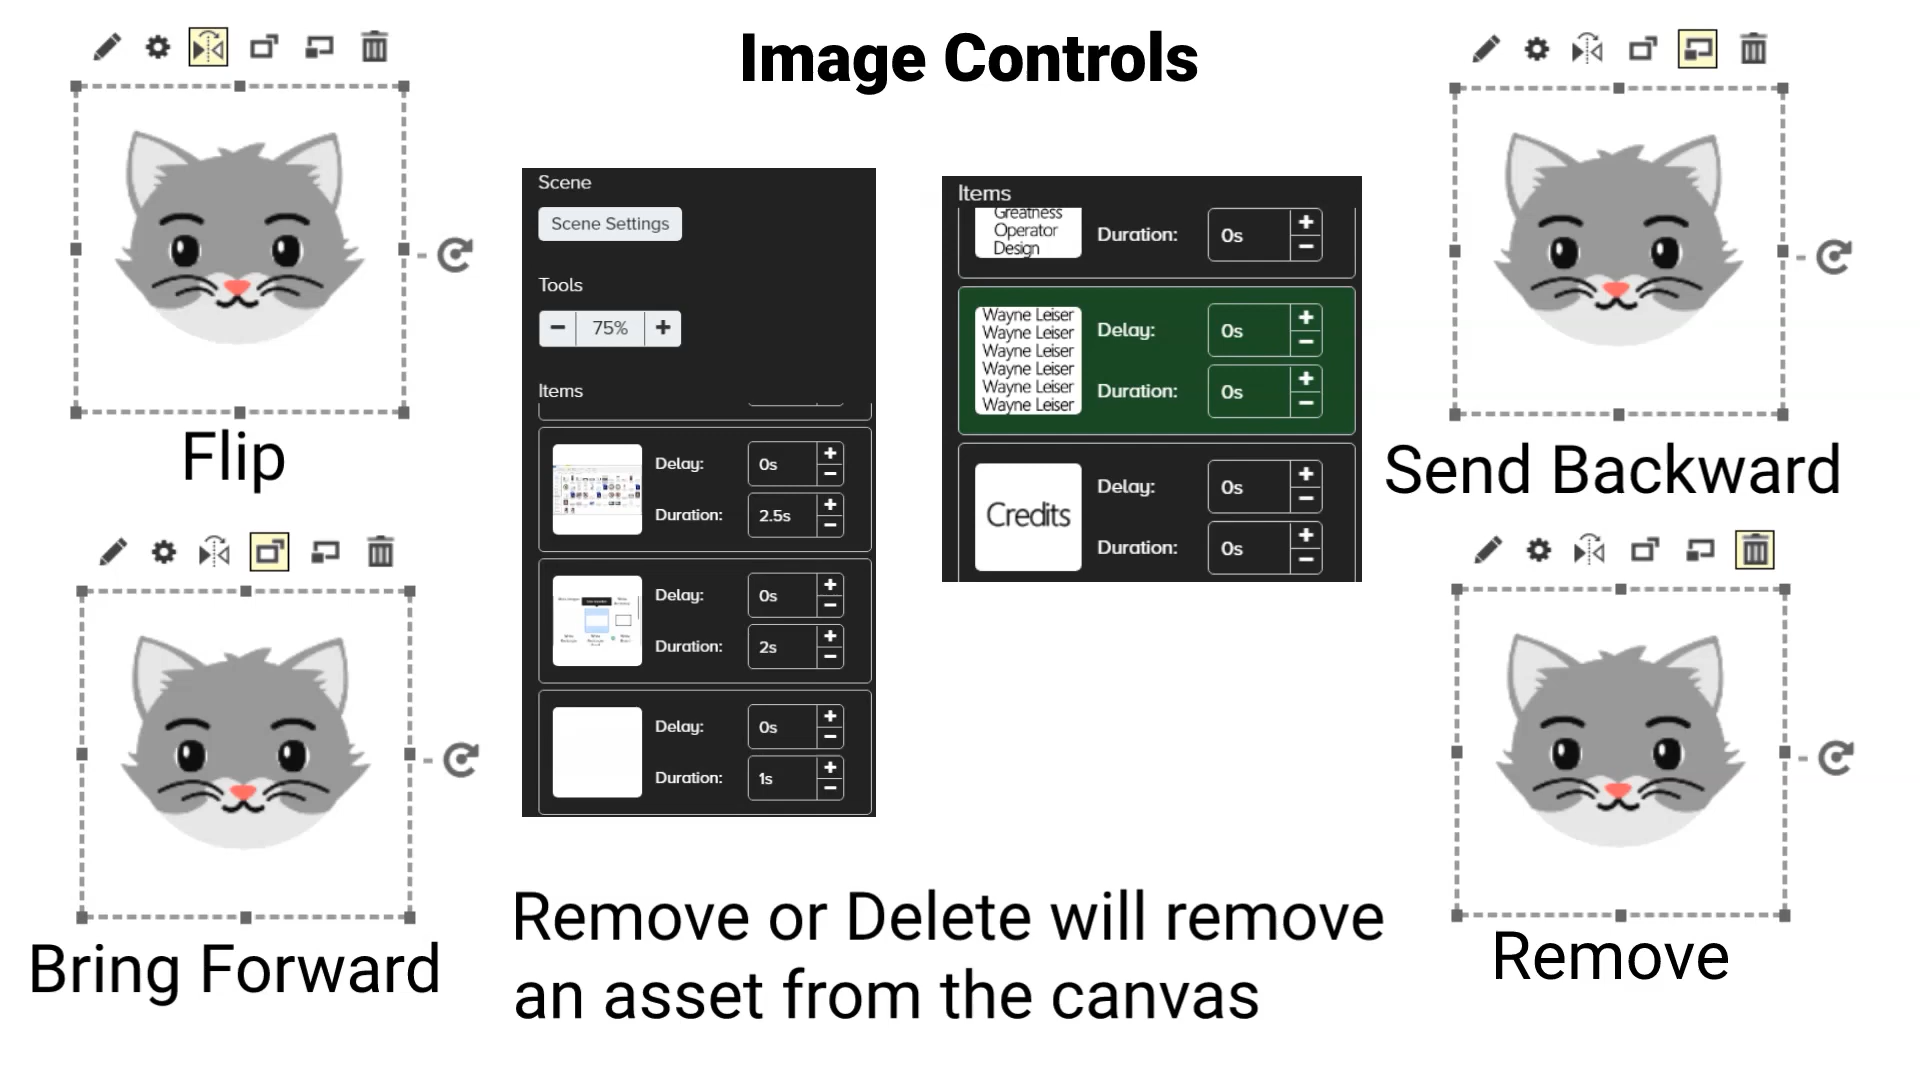 Image Controls
Flip
Bring Forward
Scene
Scene Settings
Tools
75%
Items
Delay:
0s
Duration:
2.5s
Delay:
0s
Duration:
2s
Delay:
0s
Duration:
1s
Items
Greatness
Operator
Design
Duration:
0s
Wayne Leiser
Wayne Leiser
Wayne Leiser
Wayne Leiser
Wayne Leiser
Wayne Leiser
Delay:
0s
Duration:
0s
Credits
Delay:
0s
Duration:
0s
Send Backward
Remove
Remove or Delete will remove
an asset from the canvas